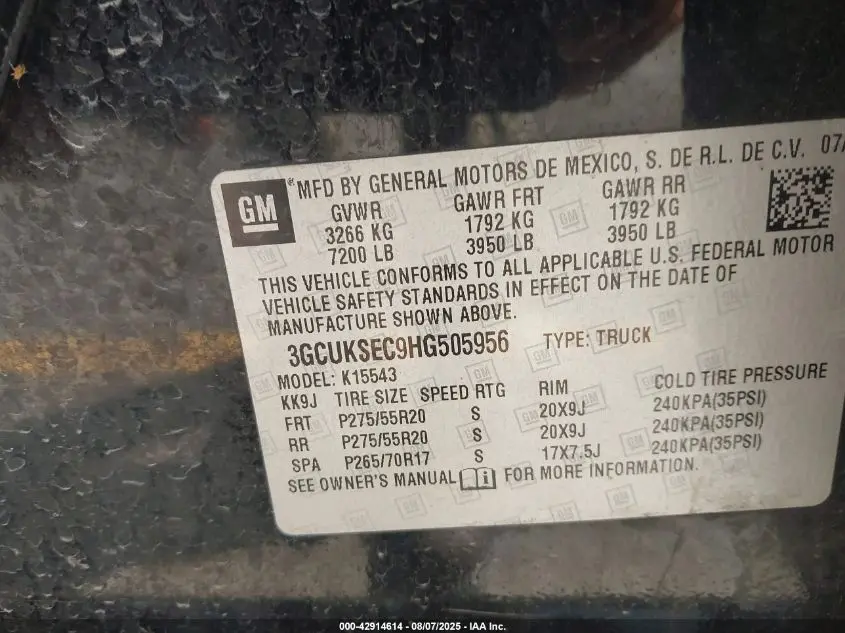 GM
®MFD BY GENERAL MOTORS DE MEXICO, S. DE R.L. DE C.V. 07/
GVWR GAWR FRT GAWR RR
3266 KG 1792 KG 1792 KG
7200 LB 3950 LB 3950 LB
THIS VEHICLE CONFORMS TO ALL APPLICABLE U.S. FEDERAL MOTOR
VEHICLE SAFETY STANDARDS IN EFFECT ON THE DATE OF
MANUFACTURE SHOWN ABOVE.
3GCUKSEC9HG505956 TYPE: TRUCK
MODEL: K15543
KK9J TIRE SIZE SPEED RTG RIM COLD TIRE PRESSURE
FRT P275/55R20 S 20X9J 240KPA(35PSI)
RR P275/55R20 S 20X9J 240KPA(35PSI)
SPA P265/70R17 S 17X7.5J 240KPA(35PSI)
SEE OWNER'S MANUAL i FOR MORE INFORMATION.
000-42914614 - 08/07/2025 - IAA Inc.